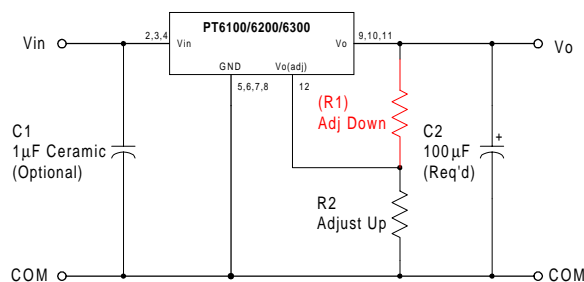 PT6100/6200/6300
Vin
2,3,4
Vin
Vo
9,10,11
Vo
GND
Vo(adj)
5,6,7,8
12
(R1)
Adj Down
C1
1µF Ceramic
(Optional)
C2
100µF
(Req'd)
+
R2
Adjust Up
COM
COM